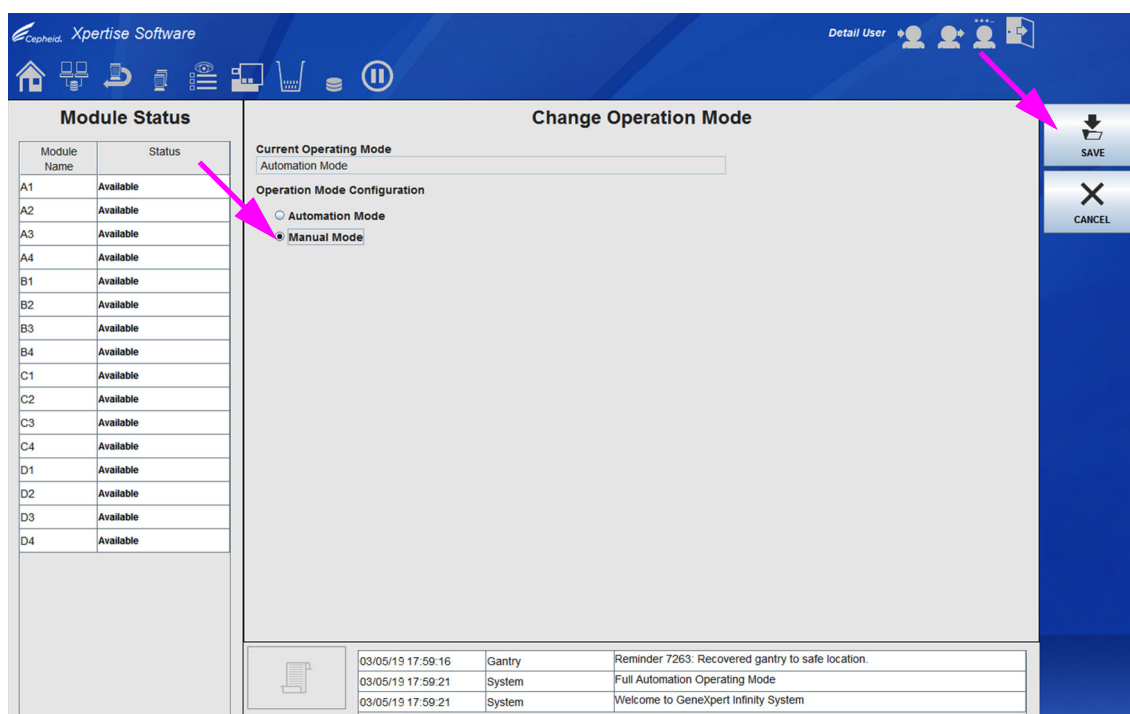 Cepheid. Xpertise Software
Detail User
Module Status
Module Name Status
A1 Available
A2 Available
A3 Available
A4 Available
B1 Available
B2 Available
B3 Available
B4 Available
C1 Available
C2 Available
C3 Available
C4 Available
D1 Available
D2 Available
D3 Available
D4 Available
Change Operation Mode
Current Operating Mode
Automation Mode
Operation Mode Configuration
Automation Mode
Manual Mode
SAVE
CANCEL
03/05/19 17:59:16 Gantry Reminder 7263: Recovered gantry to safe location.
03/05/19 17:59:21 System Full Automation Operating Mode
03/05/19 17:59:21 System Welcome to GeneXpert Infinity System